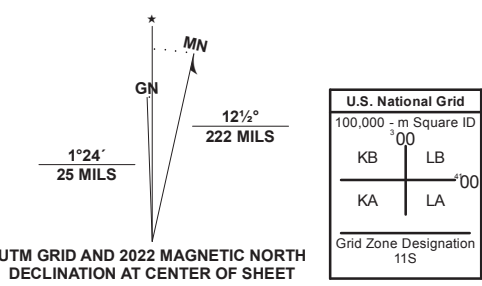 ★
MN
GN
12½°
222 MILS
1°24´
25 MILS
UTM GRID AND 2022 MAGNETIC NORTH
DECLINATION AT CENTER OF SHEET
U.S. National Grid
100,000 - m Square ID
³00
KB LB
⁴¹00
KA LA
Grid Zone Designation
11S